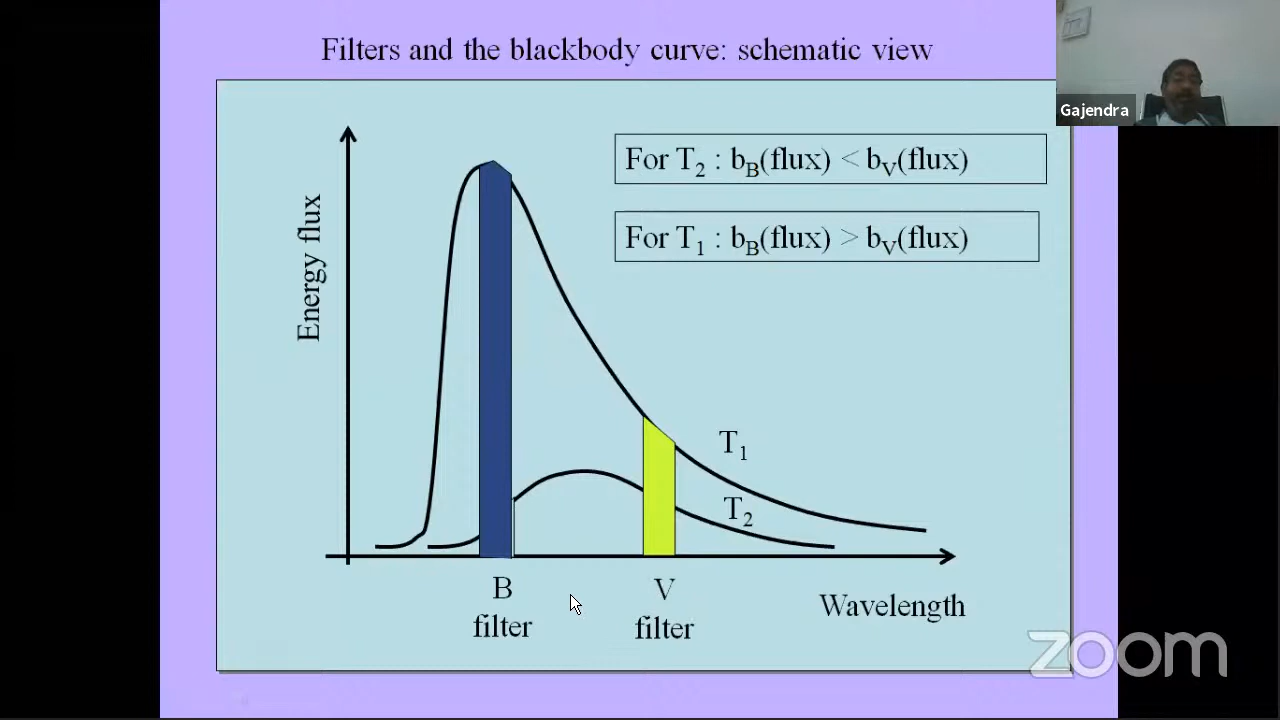 Filters and the blackbody curve: schematic view
Gajendra
For T₂ : b_B(flux) < b_V(flux)
For T₁ : b_B(flux) > b_V(flux)
Energy flux
T₁
T₂
B filter
V filter
Wavelength
zoom